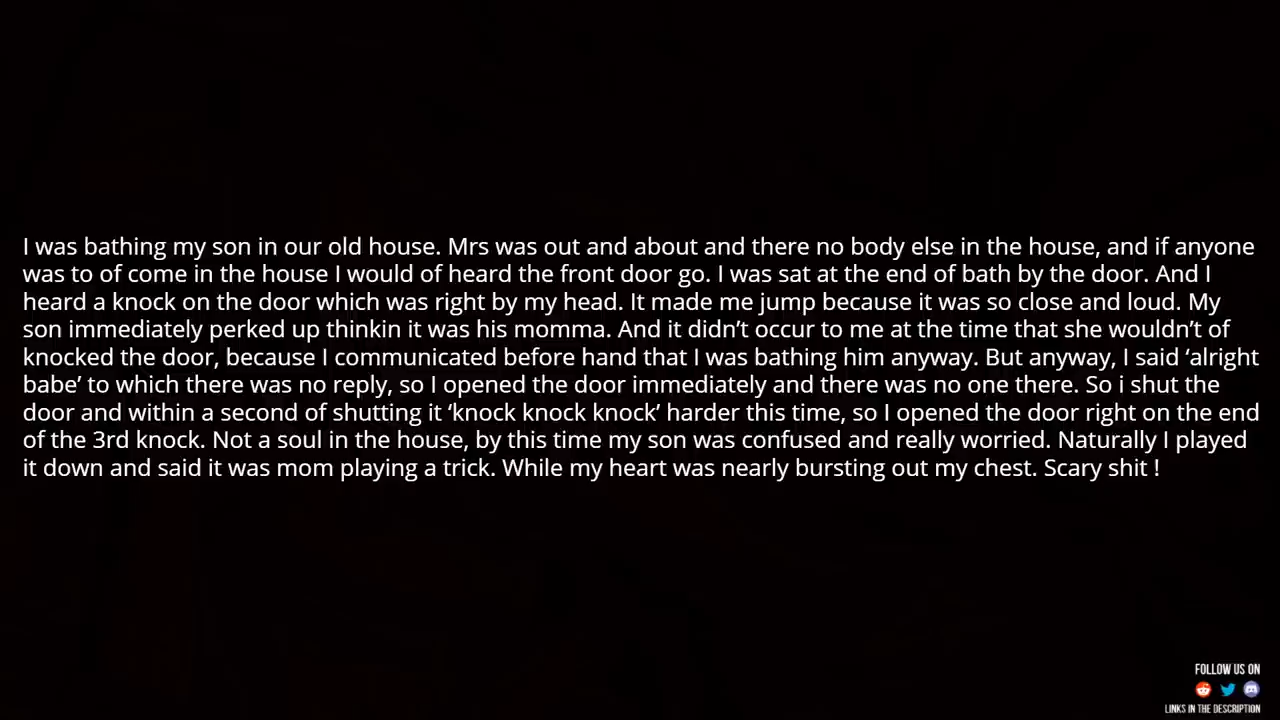 I was bathing my son in our old house. Mrs was out and about and there no body else in the house, and if anyone
was to of come in the house I would of heard the front door go. I was sat at the end of bath by the door. And I
heard a knock on the door which was right by my head. It made me jump because it was so close and loud. My
son immediately perked up thinkin it was his momma. And it didn’t occur to me at the time that she wouldn’t of
knocked the door, because I communicated before hand that I was bathing him anyway. But anyway, I said ‘alright
babe’ to which there was no reply, so I opened the door immediately and there was no one there. So i shut the
door and within a second of shutting it ‘knock knock knock’ harder this time, so I opened the door right on the end
of the 3rd knock. Not a soul in the house, by this time my son was confused and really worried. Naturally I played
it down and said it was mom playing a trick. While my heart was nearly bursting out my chest. Scary shit !
FOLLOW US ON
LINKS IN THE DESCRIPTION